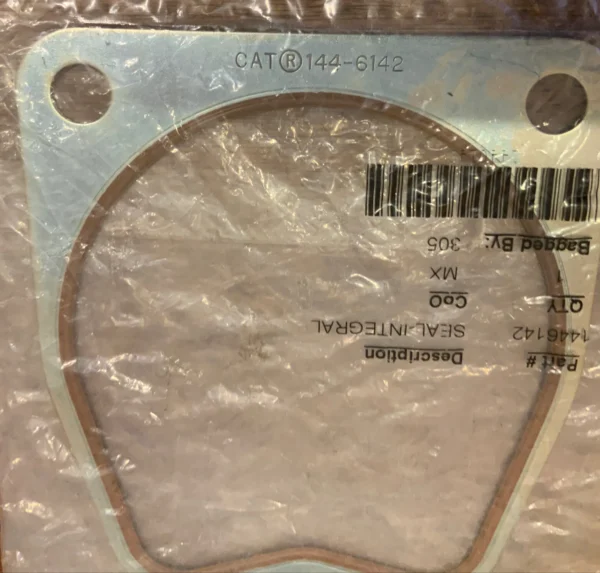 CAT®144-6142
Part # Description
1446142 SEAL-INTEGRAL
QTY CoO
1 MX
Bagged By: 305